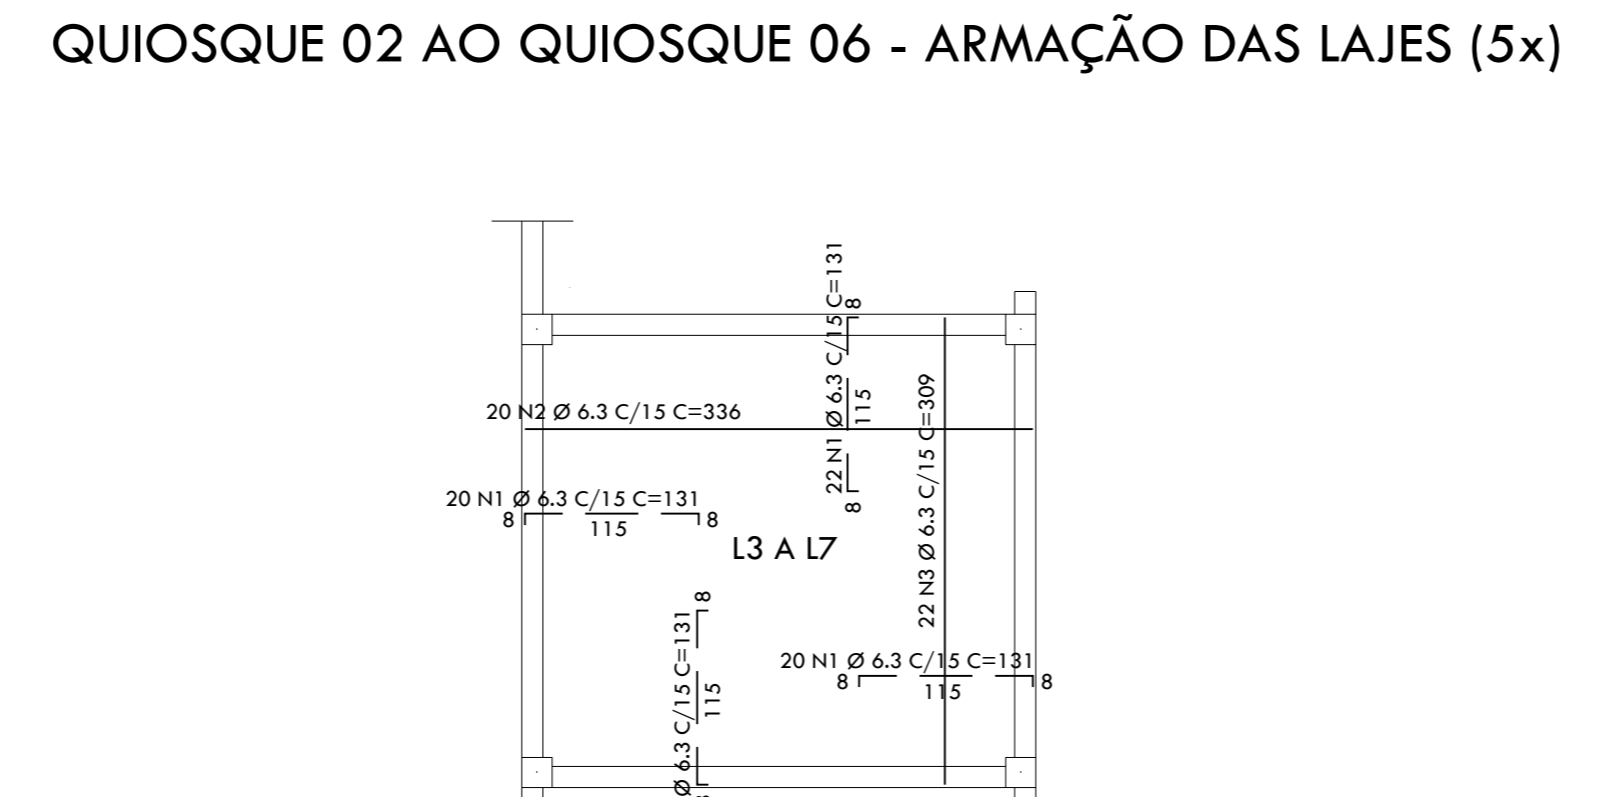 QUIOSQUE 02 AO QUIOSQUE 06 - ARMAÇÃO DAS LAJES (5x)
22 N1 Ø 6.3 C/15 C=131
8
115
8
20 N2 Ø 6.3 C/15 C=336
22 N3 Ø 6.3 C/15 C=309
20 N1 Ø 6.3 C/15 C=131
8
115
8
L3 A L7
8
Ø 6.3 C/15 C=131
115
20 N1 Ø 6.3 C/15 C=131
8
115
8